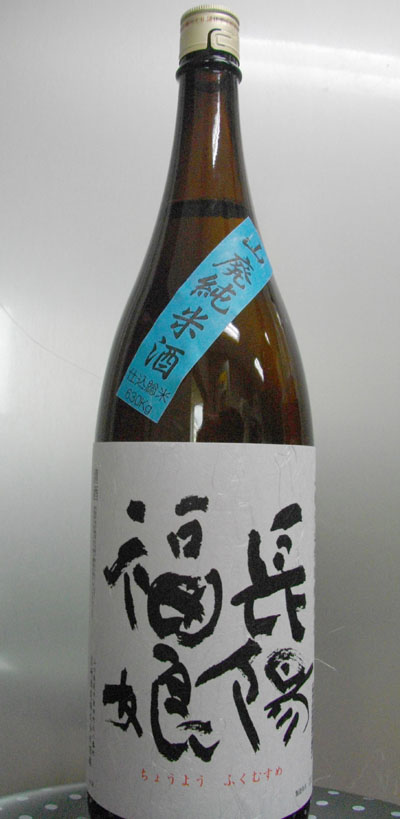 山廃純米酒
仕込総米
630Kg
長陽
福娘
ちょうよう ふくむすめ